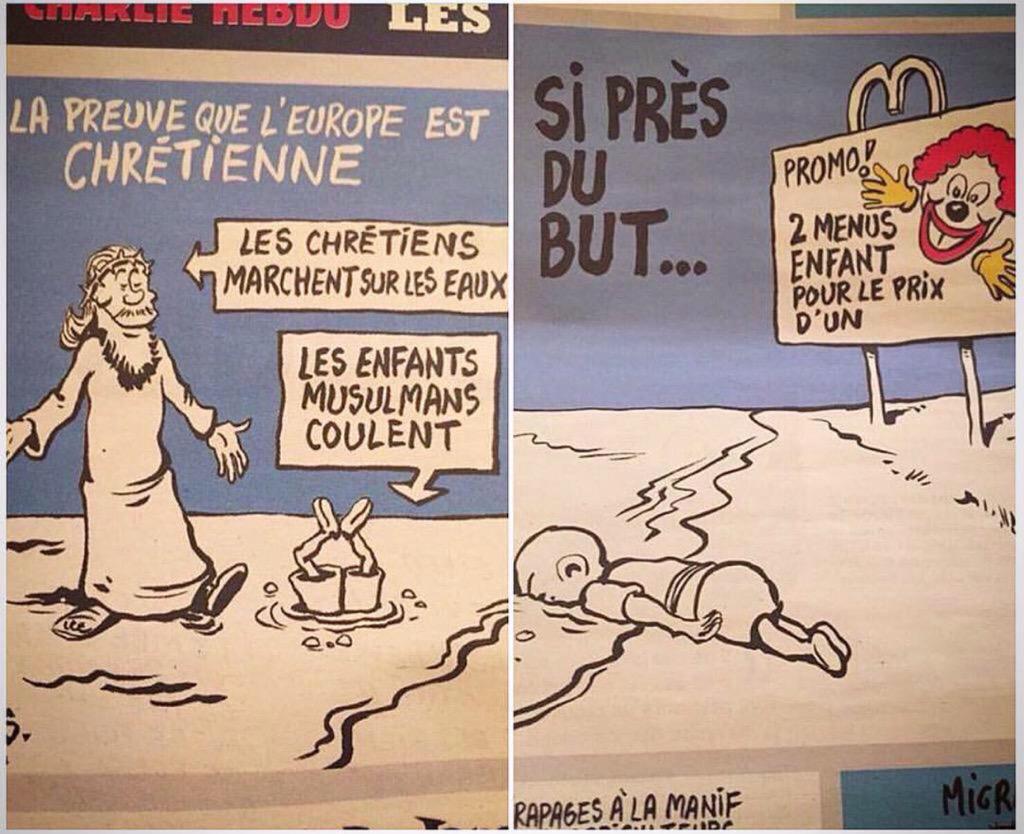 CHARLIE HEBDO
LES
LA PREUVE QUE L'EUROPE EST
CHRÉTIENNE
LES CHRÉTIENS
MARCHENT SUR LES EAUX
LES ENFANTS
MUSULMANS
COULENT
SI PRÈS
DU
BUT...
PROMO!
2 MENUS
ENFANT
POUR LE PRIX
D'UN
RAPAGES À LA MANIF
MIGR